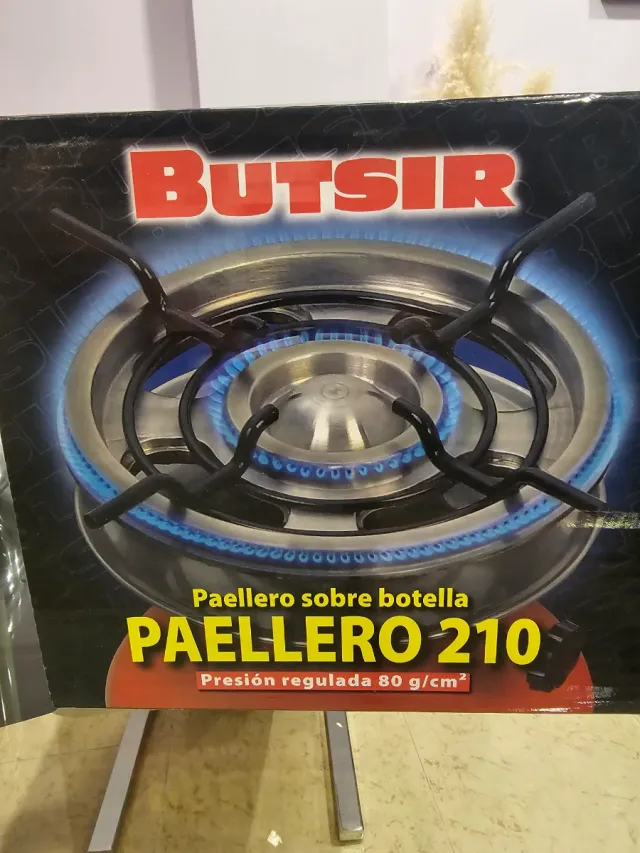 BUTSIR
Paellero sobre botella
PAELLERO 210
Presión regulada 80 g/cm²